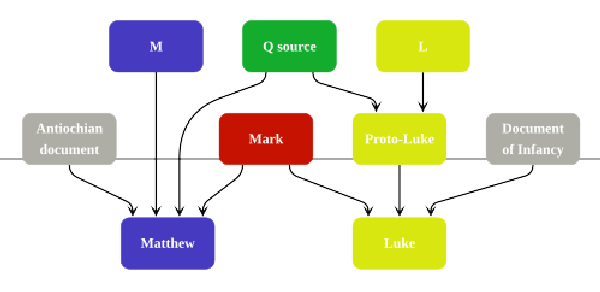 M
Q source
L
Antiochian
document
Mark
Proto-Luke
Document
of Infancy
Matthew
Luke